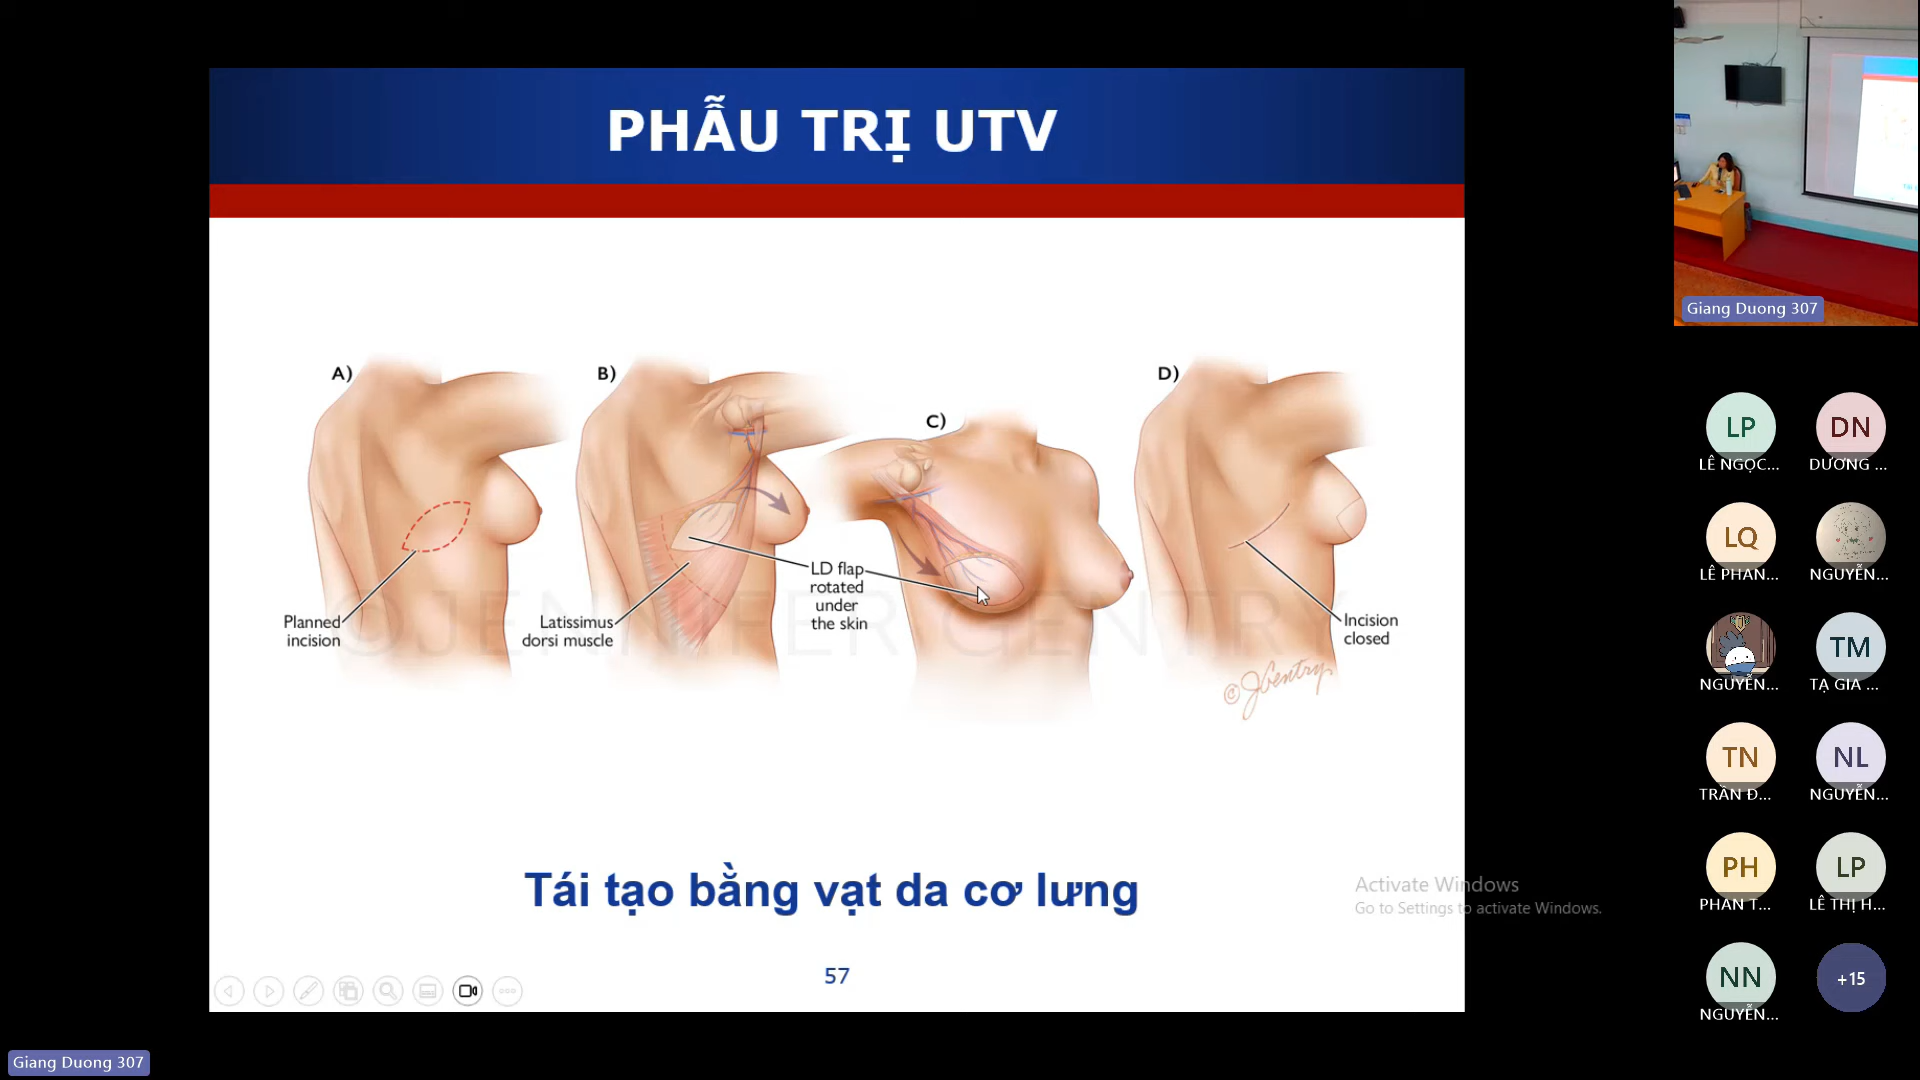 PHẪU TRỊ UTV
A)
B)
C)
D)
Planned
incision
Latissimus
dorsi muscle
LD flap
rotated
under
the skin
Incision
closed
©JENNIFER GENTRY
©JGentry
Tái tạo bằng vạt da cơ lưng
57
Activate Windows
Go to Settings to activate Windows.
Giang Duong 307
Giang Duong 307
LP
LÊ NGỌC...
DN
DƯƠNG ...
LQ
LÊ PHAN...
NGUYỄN...
NGUYỄN...
TM
TẠ GIA ...
TN
TRẦN Đ...
NL
NGUYỄN...
PH
PHAN T...
LP
LÊ THỊ H...
NN
NGUYỄN...
+15